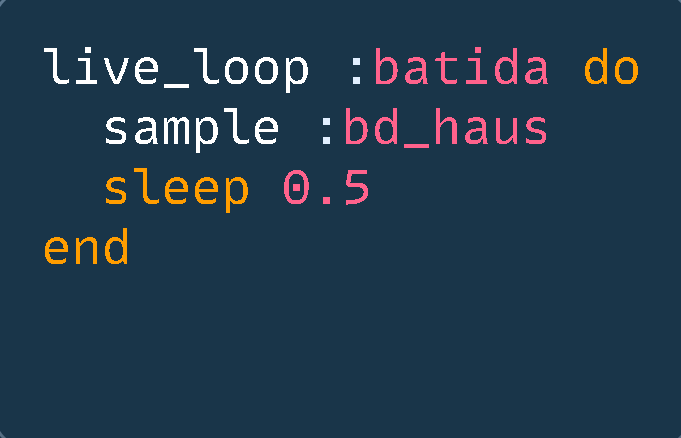 live_loop :batida do
  sample :bd_haus
  sleep 0.5
end